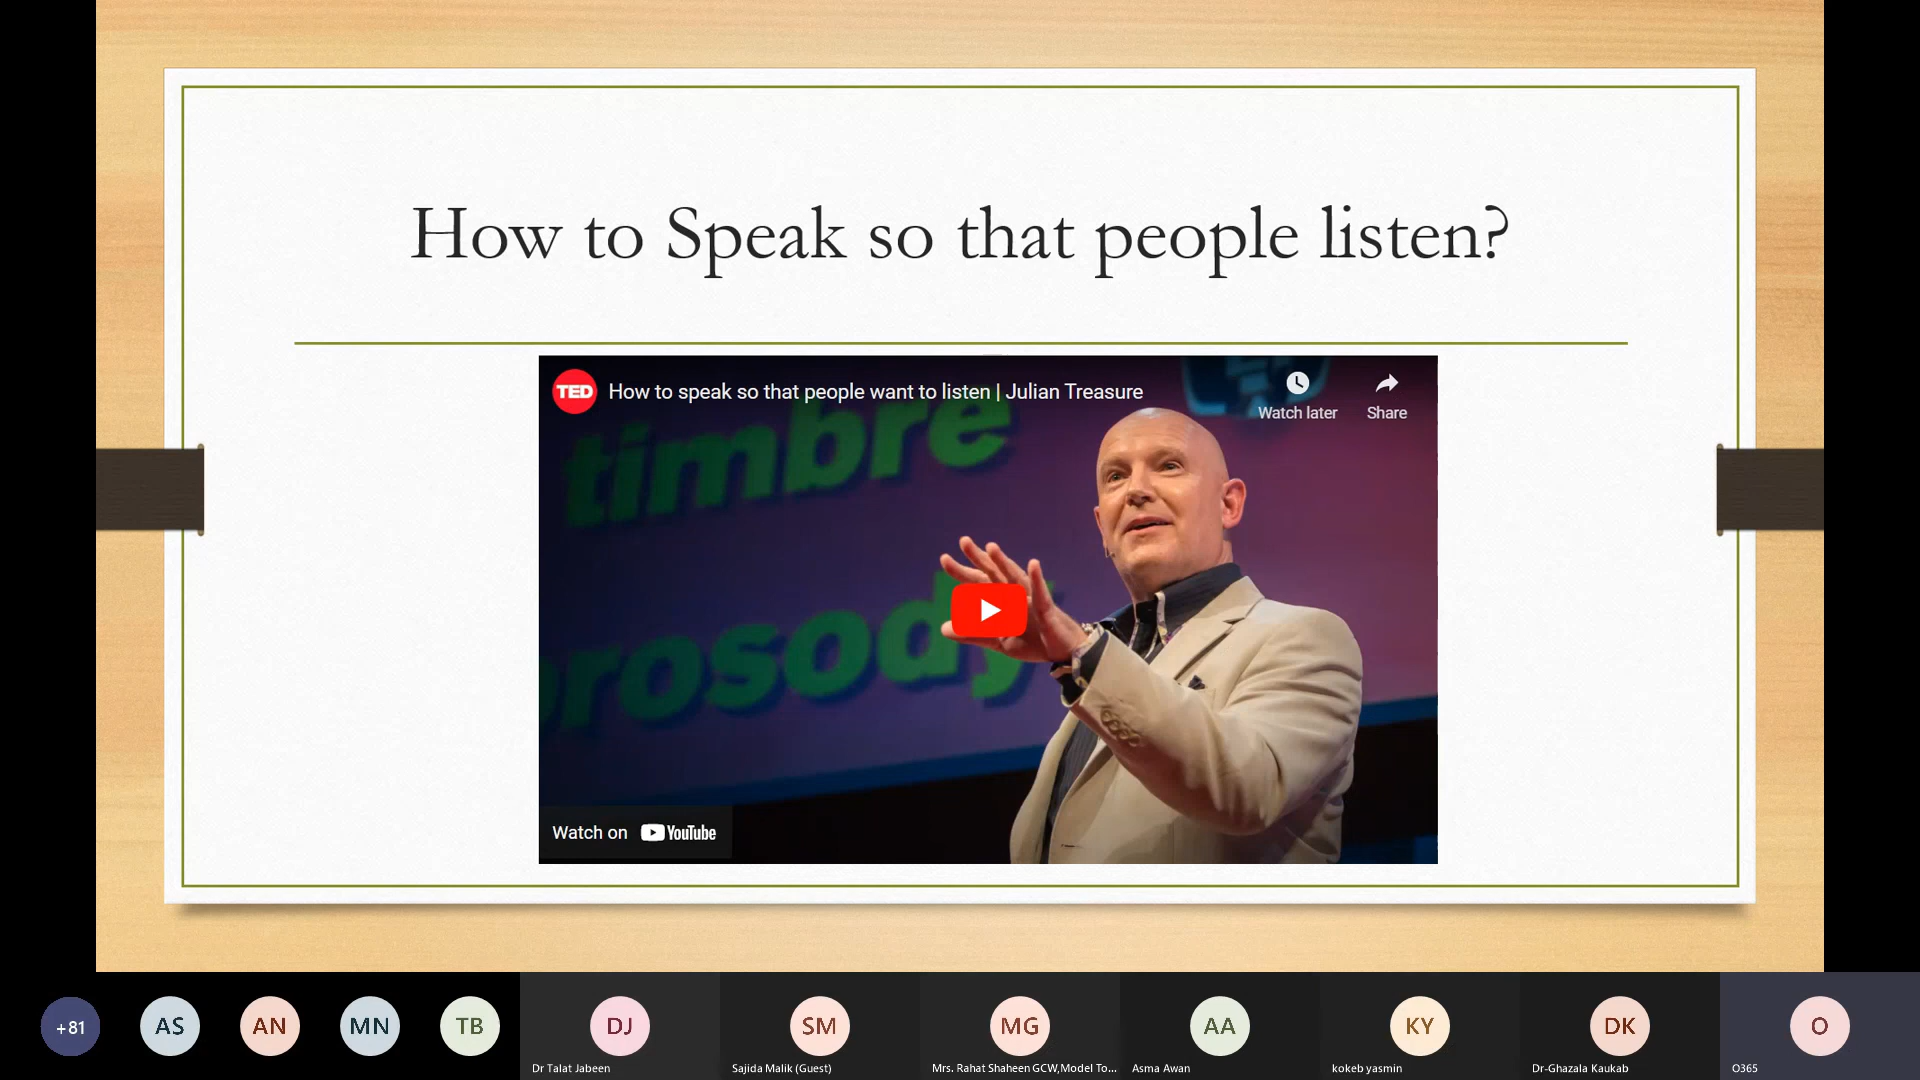 How to Speak so that people listen?
TED
How to speak so that people want to listen | Julian Treasure
Watch later
Share
timbre
prosody
Watch on YouTube
+81
AS
AN
MN
TB
DJ
SM
MG
AA
KY
DK
O
Dr Talat Jabeen
Sajida Malik (Guest)
Mrs. Rahat Shaheen GCW,Model To...
Asma Awan
kokeb yasmin
Dr-Ghazala Kaukab
O365